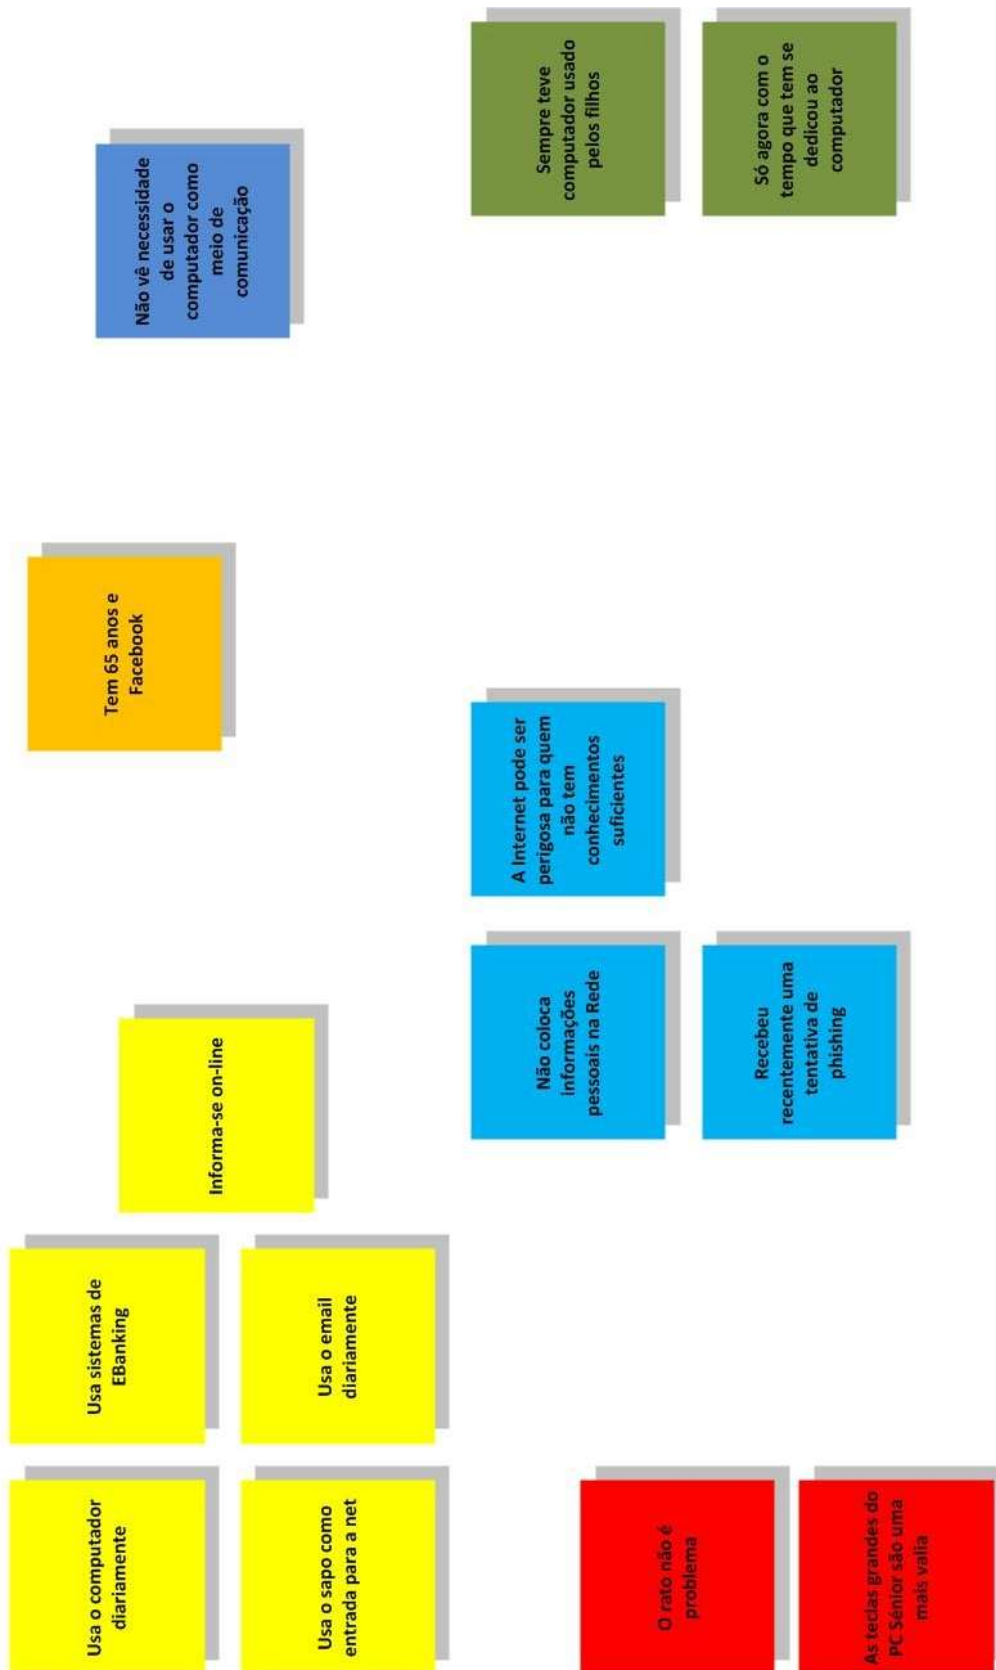 Usa o computador
diariamente
Usa sistemas de
EBanking
Usa o sapo como
entrada para a net
Usa o email
diariamente
Informa-se on-line
Tem 65 anos e
Facebook
Não vê necessidade
de usar o
computador como
meio de
comunicação
O rato não é
problema
As teclas grandes do
PC Sénior são uma
mais valia
Não coloca
informações
pessoais na Rede
A Internet pode ser
perigosa para quem
não tem
conhecimentos
suficientes
Recebeu
recentemente uma
tentativa de
phishing
Sempre teve
computador usado
pelos filhos
Só agora com o
tempo que tem se
dedicou ao
computador